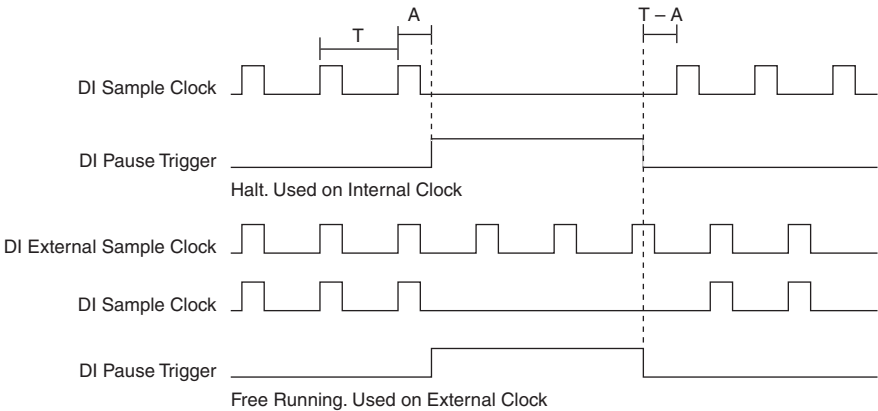 A
T – A
T
DI Sample Clock
DI Pause Trigger
Halt. Used on Internal Clock
DI External Sample Clock
DI Sample Clock
DI Pause Trigger
Free Running. Used on External Clock